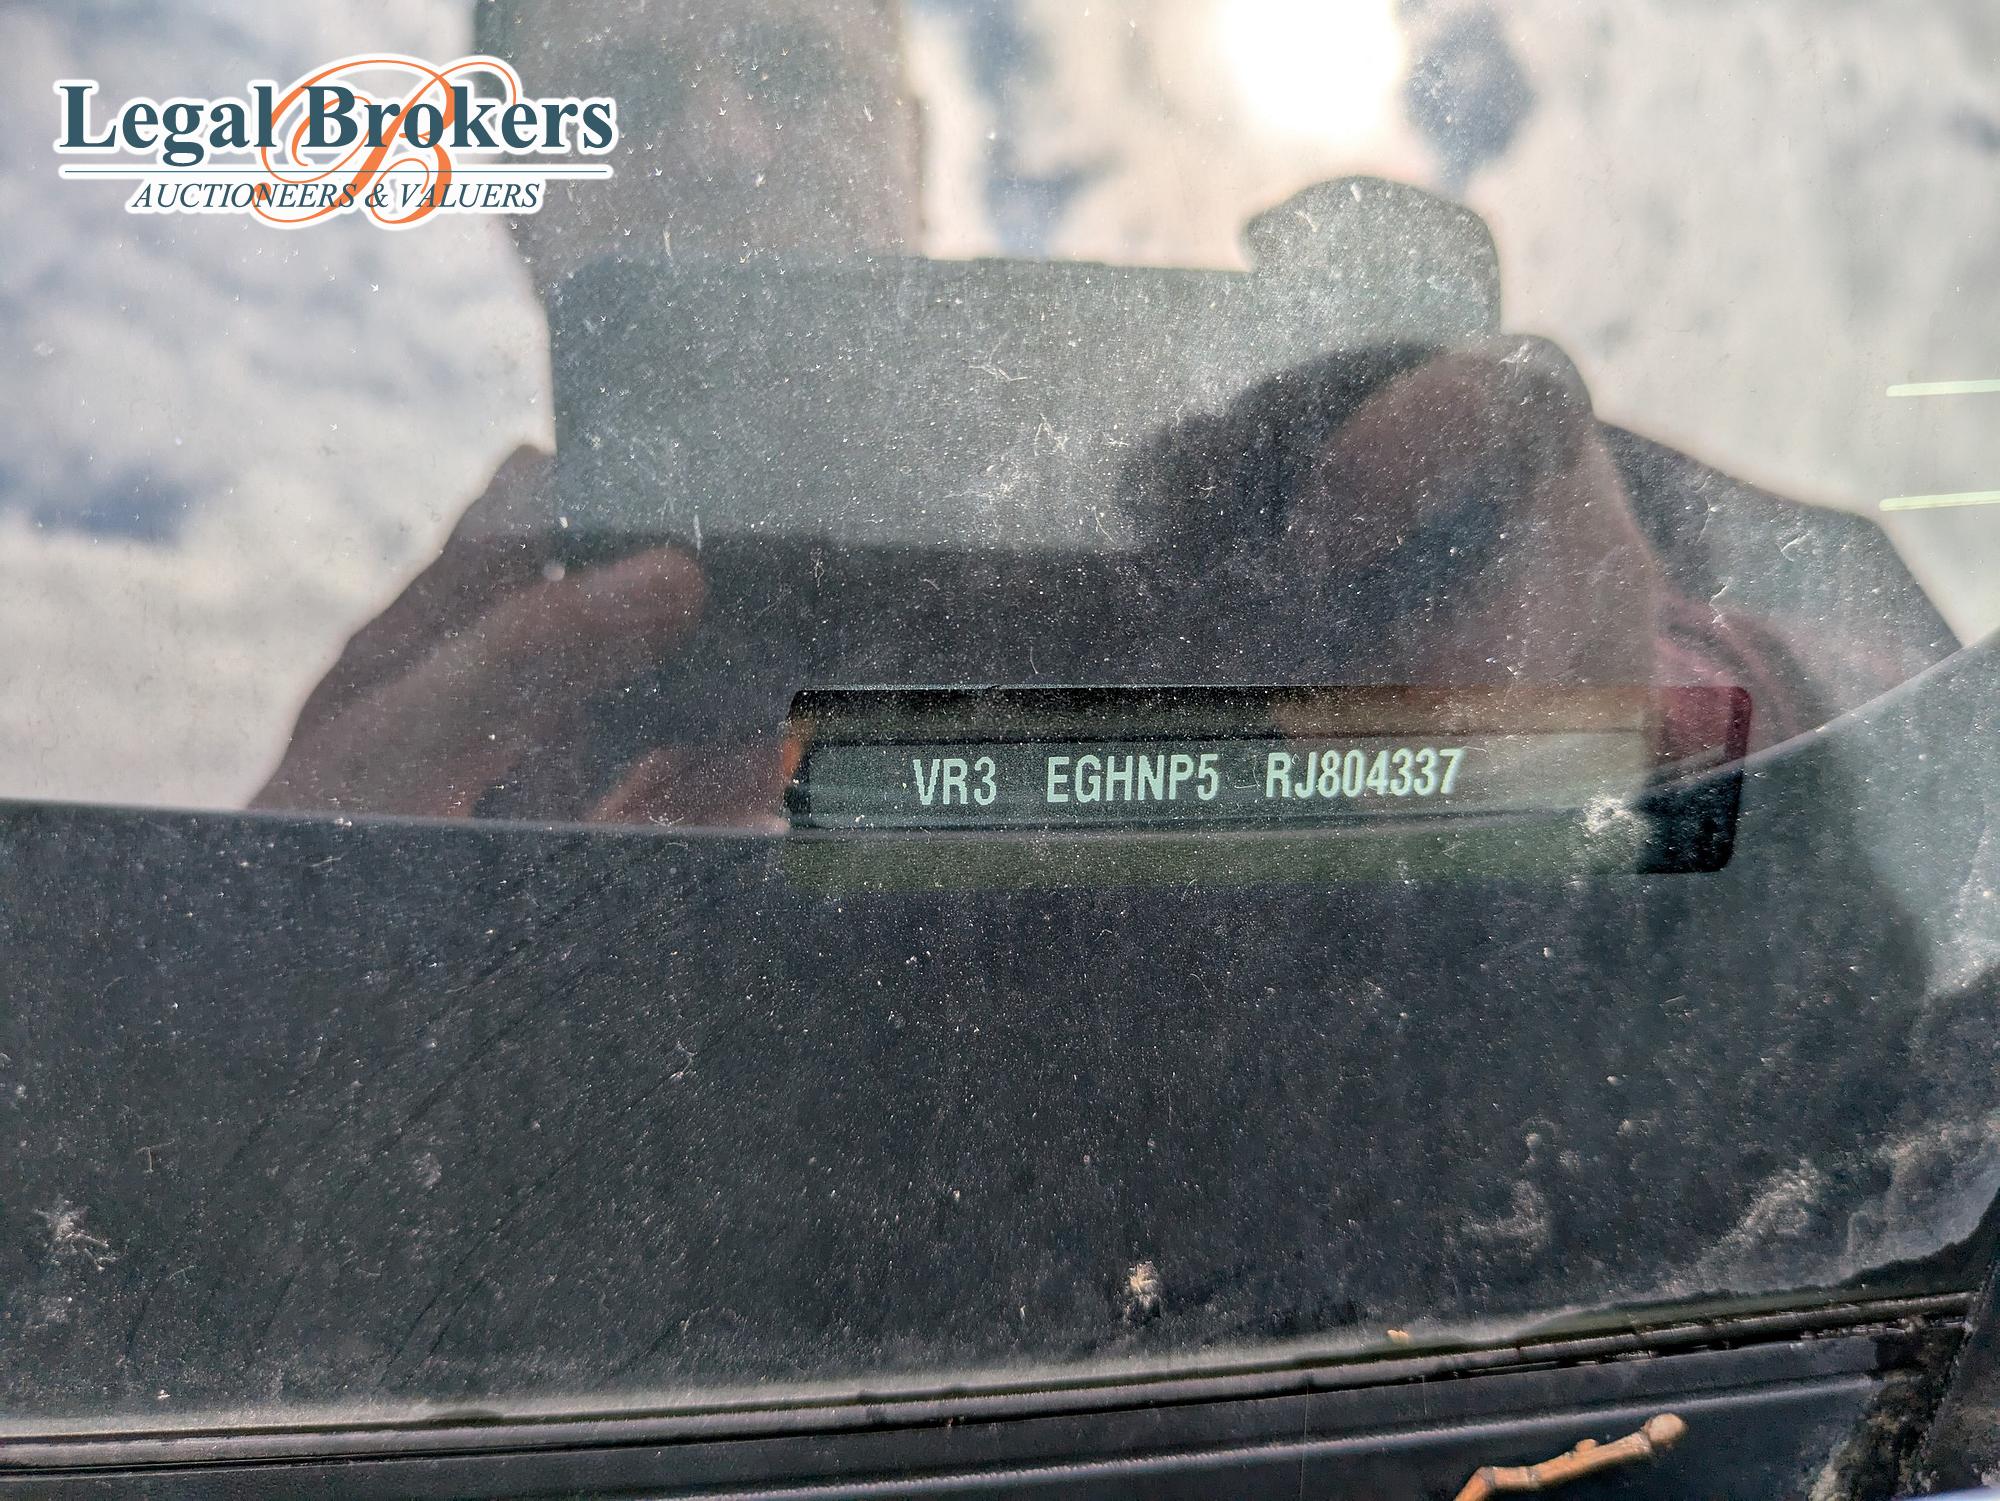 Legal Brokers
AUCTIONEERS & VALUERS
VR3 EGHNP5 RJ804337